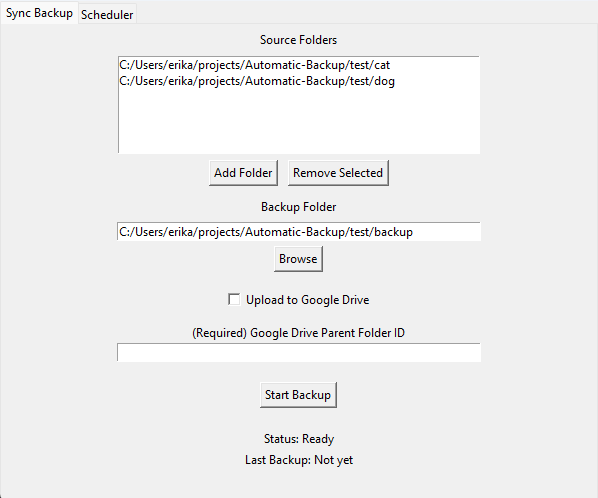 Sync Backup Scheduler
Source Folders
C:/Users/erika/projects/Automatic-Backup/test/cat
C:/Users/erika/projects/Automatic-Backup/test/dog
Add Folder Remove Selected
Backup Folder
C:/Users/erika/projects/Automatic-Backup/test/backup
Browse
Upload to Google Drive
(Required) Google Drive Parent Folder ID
Start Backup
Status: Ready
Last Backup: Not yet